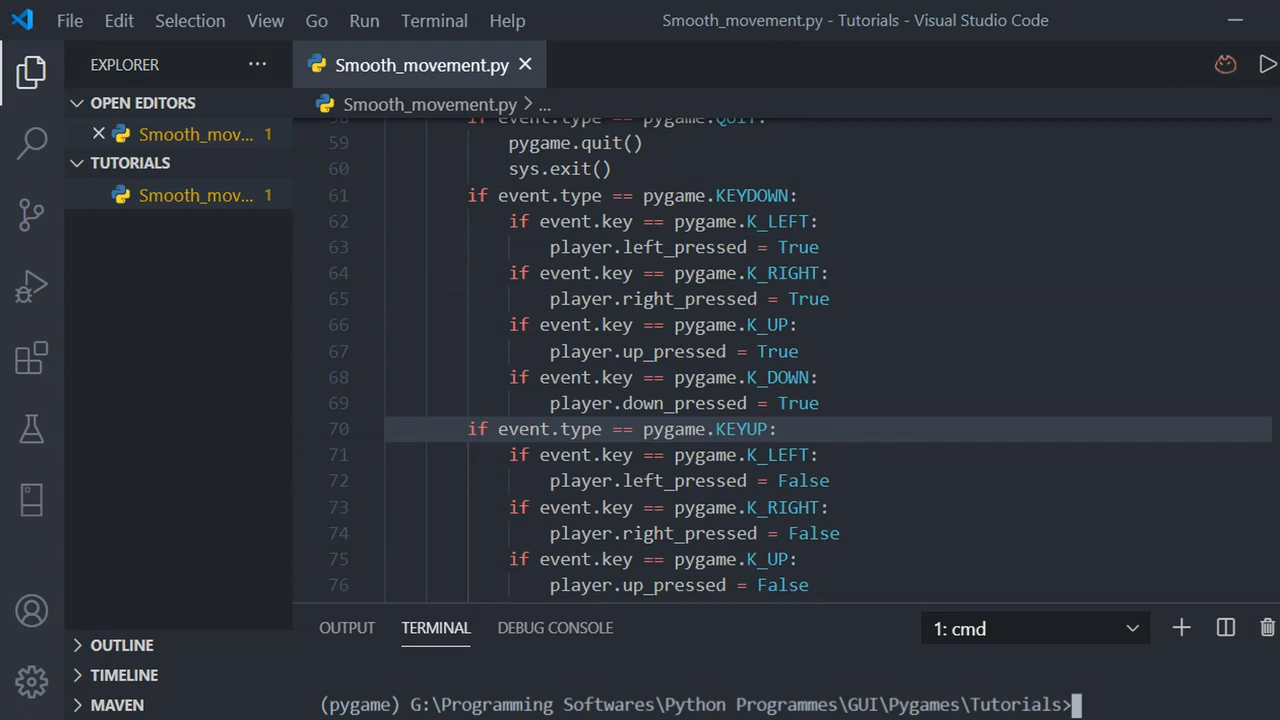 File Edit Selection View Go Run Terminal Help Smooth_movement.py - Tutorials - Visual Studio Code
EXPLORER ...
Smooth_movement.py
OPEN EDITORS
Smooth_mov... 1
TUTORIALS
Smooth_mov... 1
Smooth_movement.py > ...
58 if event.type == pygame.QUIT:
59 pygame.quit()
60 sys.exit()
61 if event.type == pygame.KEYDOWN:
62 if event.key == pygame.K_LEFT:
63 player.left_pressed = True
64 if event.key == pygame.K_RIGHT:
65 player.right_pressed = True
66 if event.key == pygame.K_UP:
67 player.up_pressed = True
68 if event.key == pygame.K_DOWN:
69 player.down_pressed = True
70 if event.type == pygame.KEYUP:
71 if event.key == pygame.K_LEFT:
72 player.left_pressed = False
73 if event.key == pygame.K_RIGHT:
74 player.right_pressed = False
75 if event.key == pygame.K_UP:
76 player.up_pressed = False
OUTLINE
TIMELINE
MAVEN
OUTPUT TERMINAL DEBUG CONSOLE 1: cmd
(pygame) G:\Programming Softwares\Python Programmes\GUI\Pygames\Tutorials>